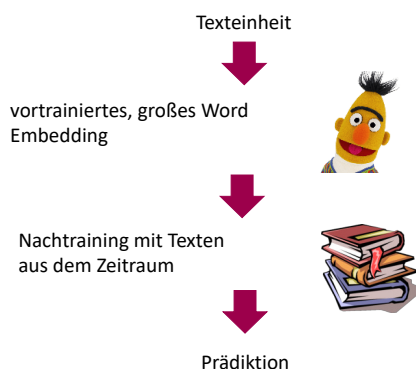 Texteinheit
vortrainiertes, großes Word
Embedding
Nachtraining mit Texten
aus dem Zeitraum
Prädiktion